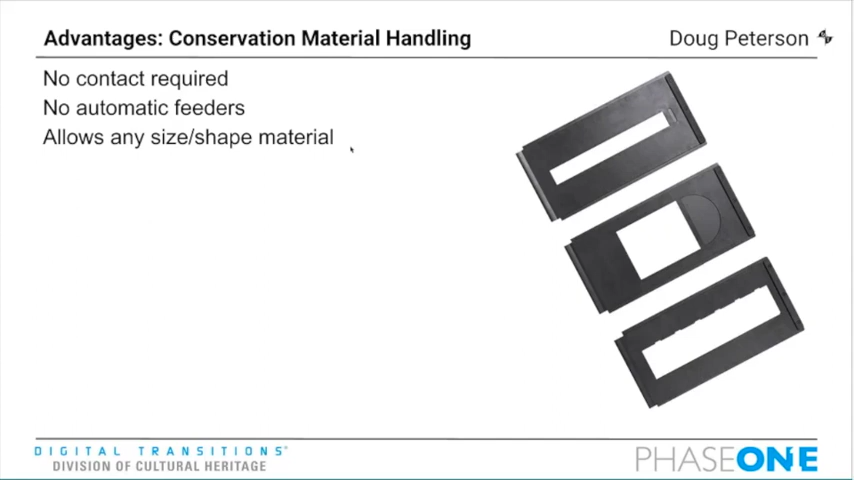 Advantages: Conservation Material Handling
Doug Peterson
No contact required
No automatic feeders
Allows any size/shape material
DIGITAL TRANSITIONS
DIVISION OF CULTURAL HERITAGE
PHASEONE